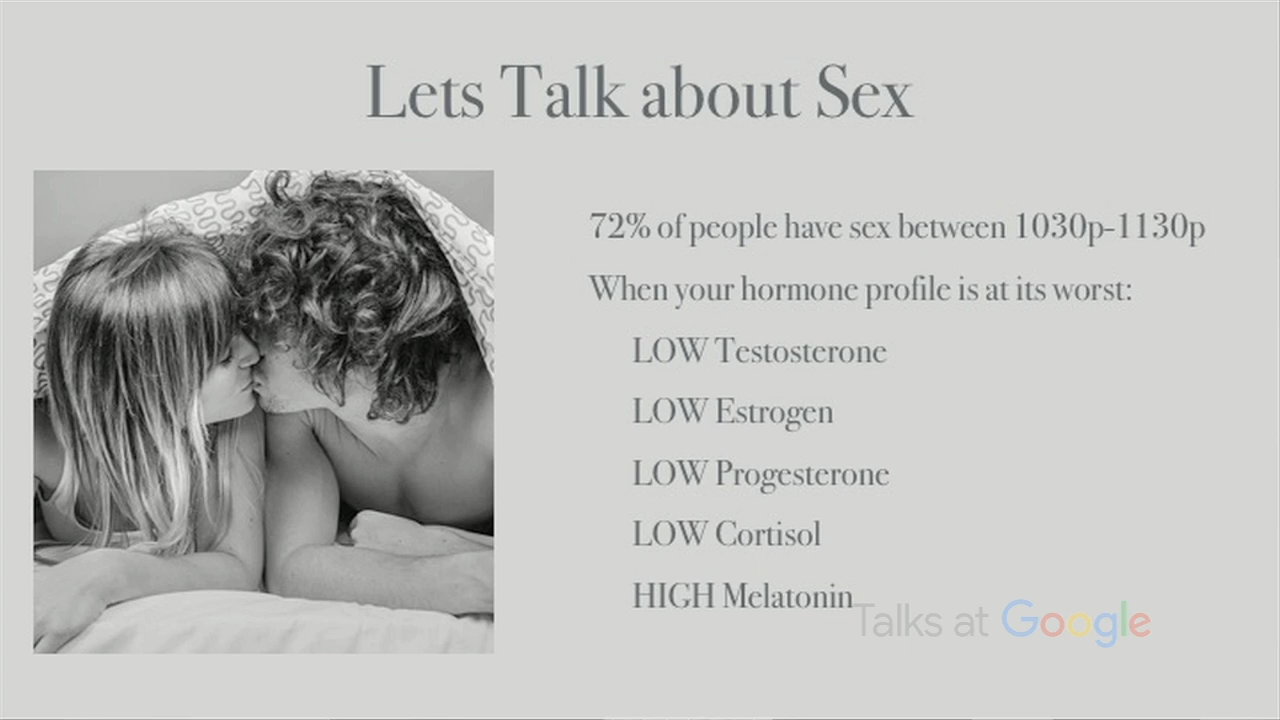 Lets Talk about Sex
72% of people have sex between 1030p-1130p
When your hormone profile is at its worst:
LOW Testosterone
LOW Estrogen
LOW Progesterone
LOW Cortisol
HIGH Melatonin
Talks at Google